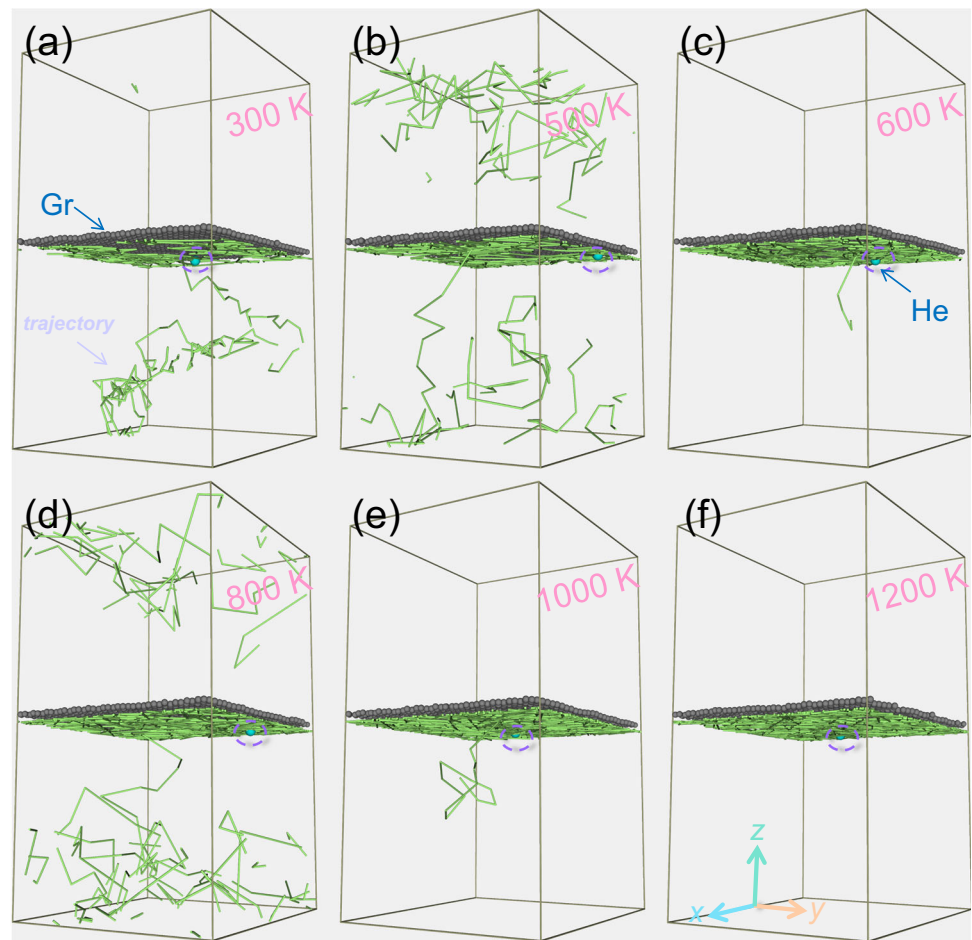 (a)
300 K
Gr
trajectory
(b)
500 K
(c)
600 K
He
(d)
800 K
(e)
1000 K
(f)
1200 K
z
x
y